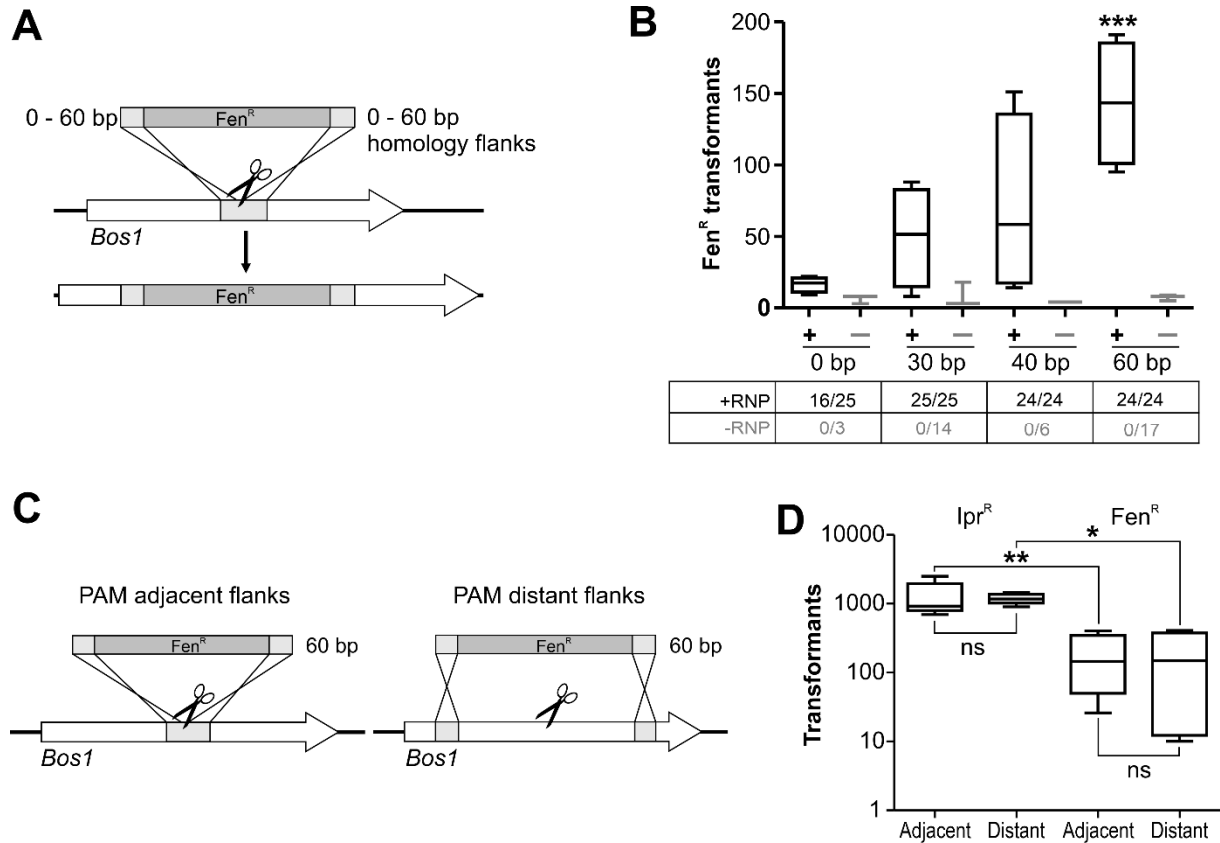 A
0 - 60 bp
Fen^R
0 - 60 bp
homology flanks
Bos1
Fen^R
B
Fen^R transformants
200
150
100
50
0
***
+ — + — + — + —
0 bp 30 bp 40 bp 60 bp
+RNP 16/25 25/25 24/24 24/24
-RNP 0/3 0/14 0/6 0/17
C
PAM adjacent flanks
Fen^R
60 bp
Bos1
PAM distant flanks
Fen^R
60 bp
Bos1
D
Ipr^R Fen^R
Transformants
10000
1000
100
10
1
*
**
ns
ns
Adjacent Distant Adjacent Distant